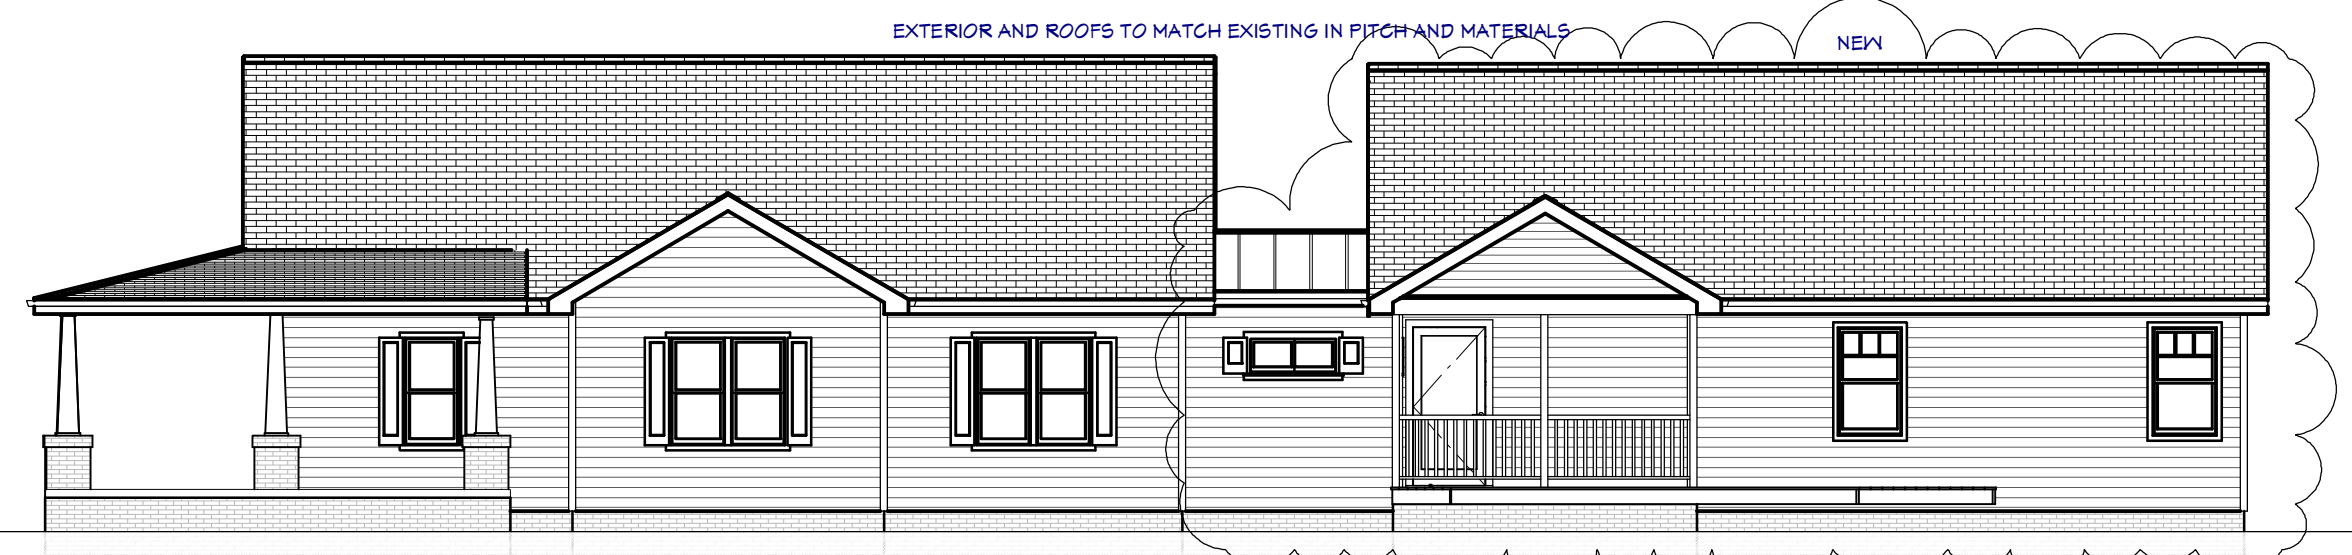 EXTERIOR AND ROOFS TO MATCH EXISTING IN PITCH AND MATERIALS
NEW